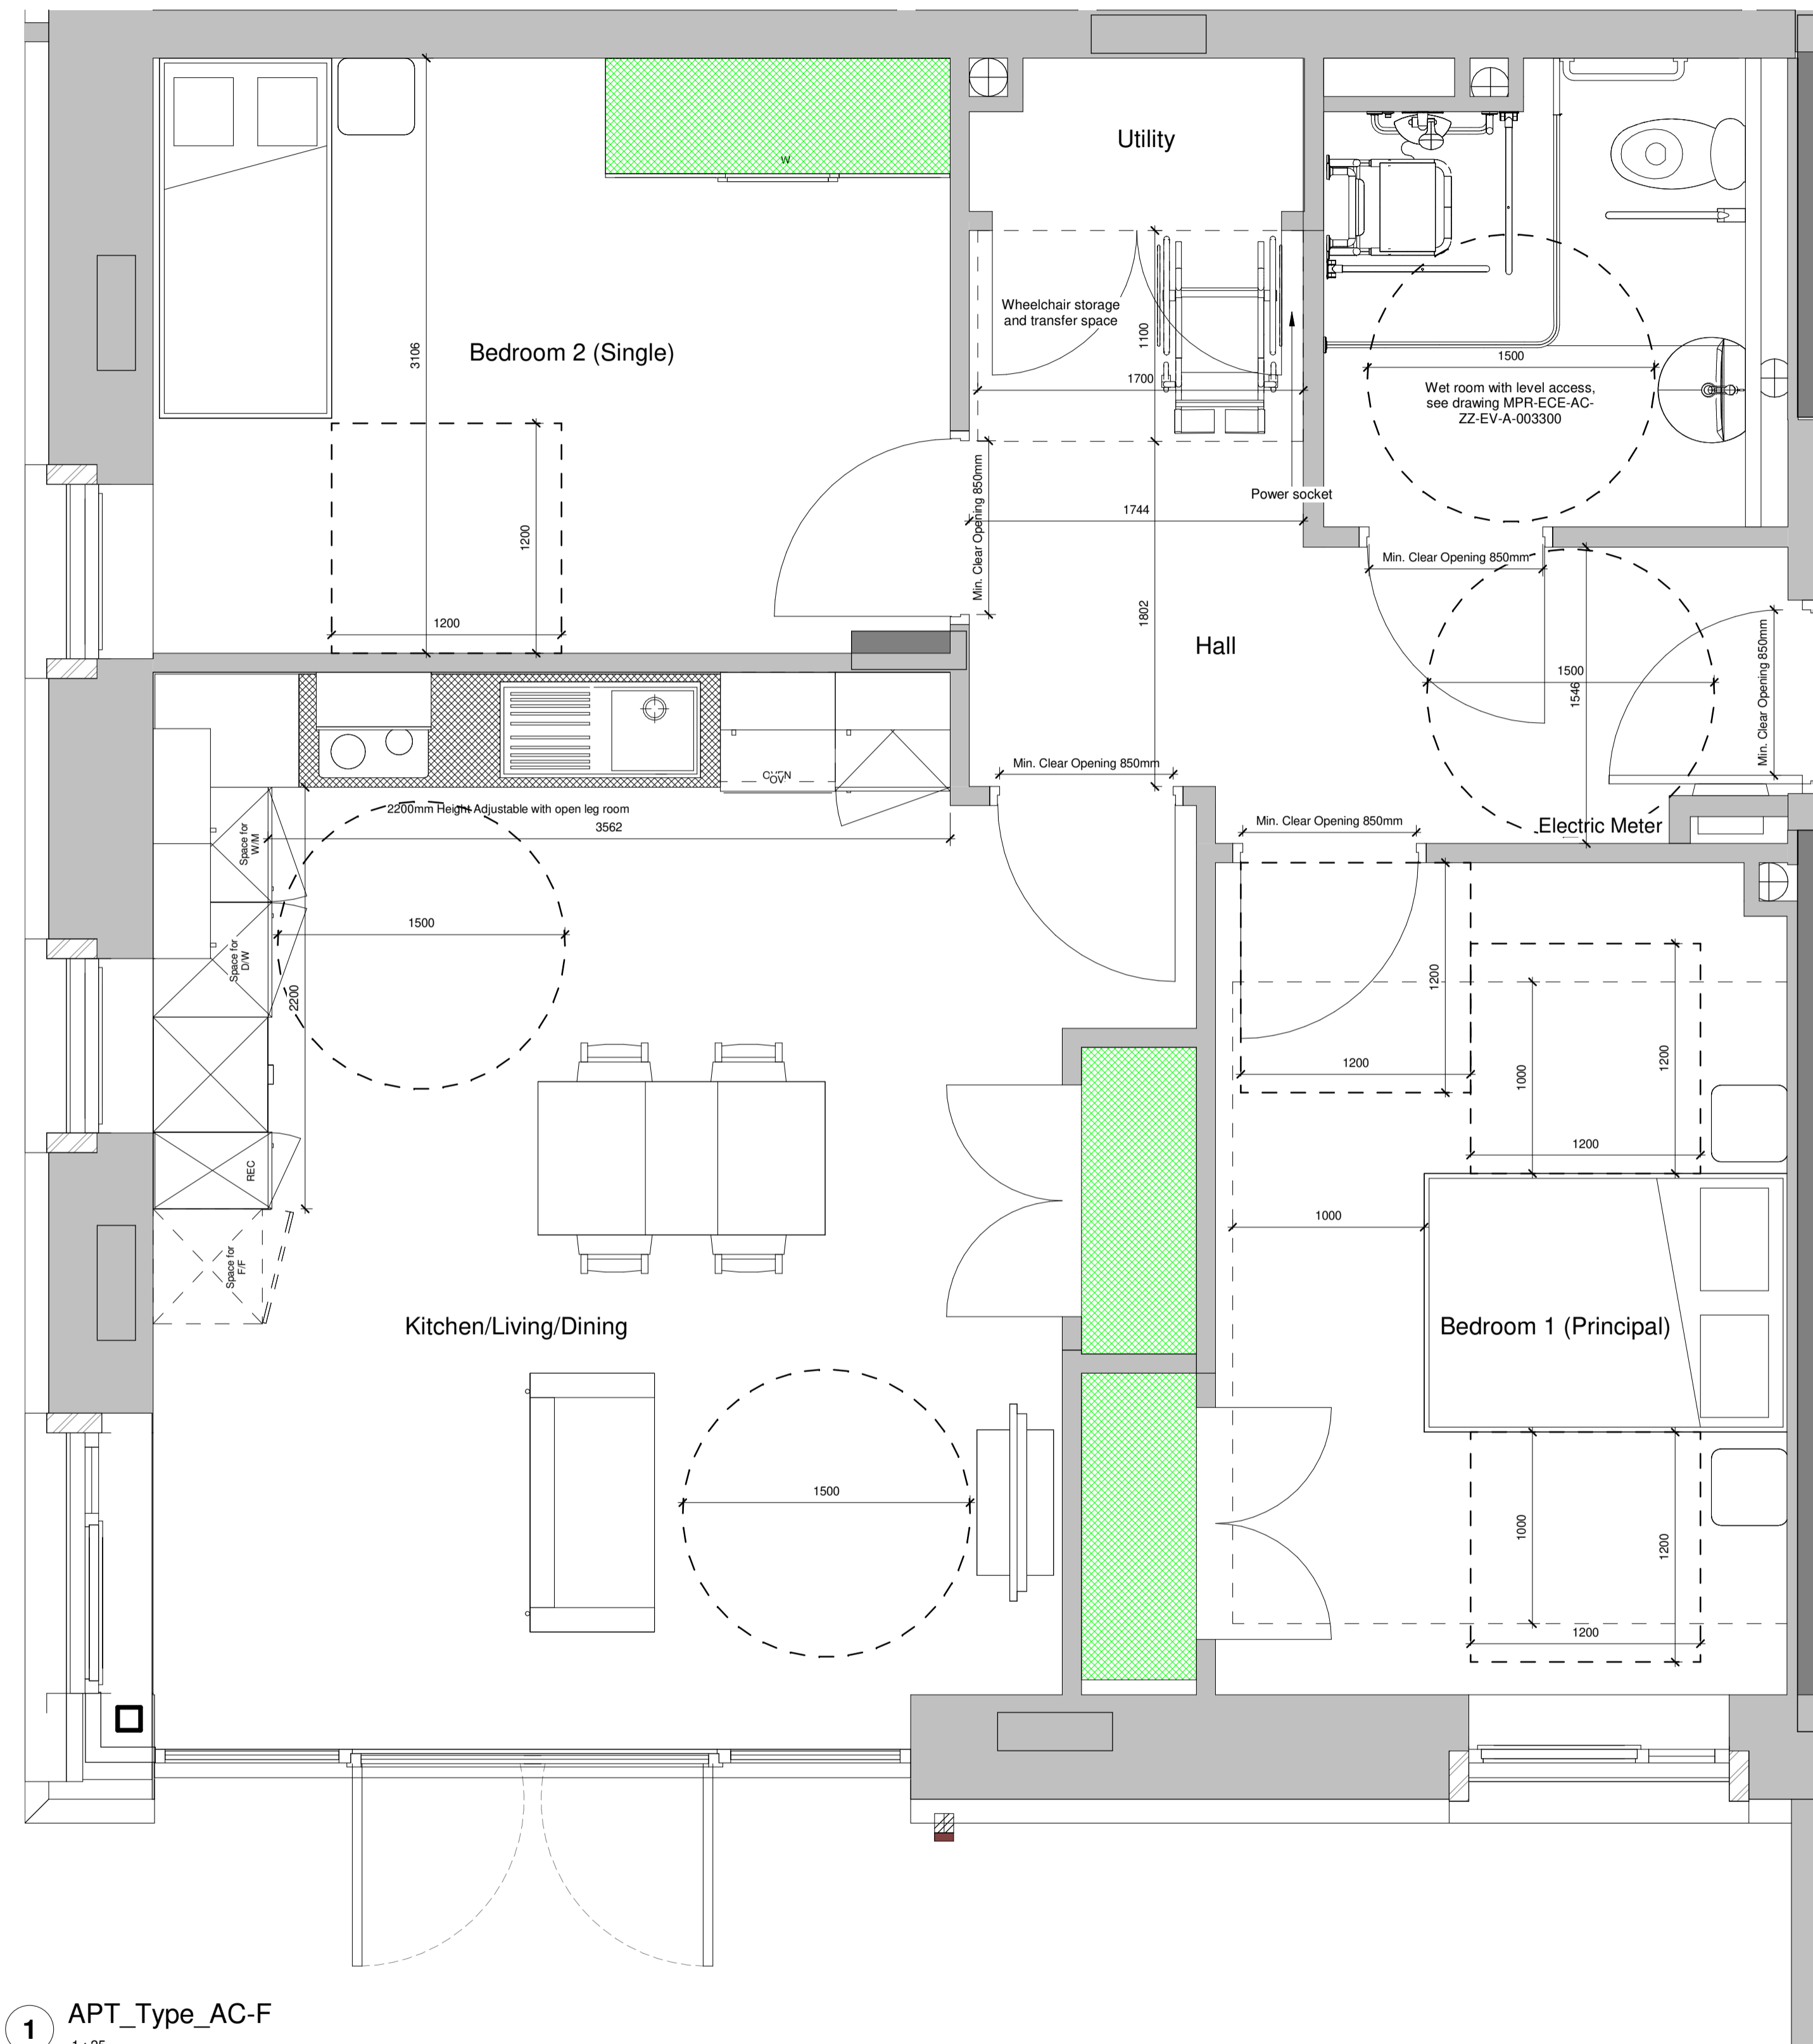 Utility
W
Wheelchair storage
and transfer space
1100
3106
Bedroom 2 (Single)
1500
1700
Wet room with level access,
see drawing MPR-ECE-AC-
ZZ-EV-A-003300
Min. Clear Opening 850mm
Power socket
1744
1200
Min. Clear Opening 850mm
1802
1200
Hall
1500
1546
Min. Clear Opening 850mm
Min. Clear Opening 850mm
OVEN
OV
2200mm Height Adjustable with open leg room
3562
Min. Clear Opening 850mm
Electric Meter
Space for
W/M
1500
Space for
D/W
2200
1200
1200
1000
1200
1200
REC
1000
Space for
F/F
Kitchen/Living/Dining
Bedroom 1 (Principal)
1500
1000
1200
1200
1
APT_Type_AC-F